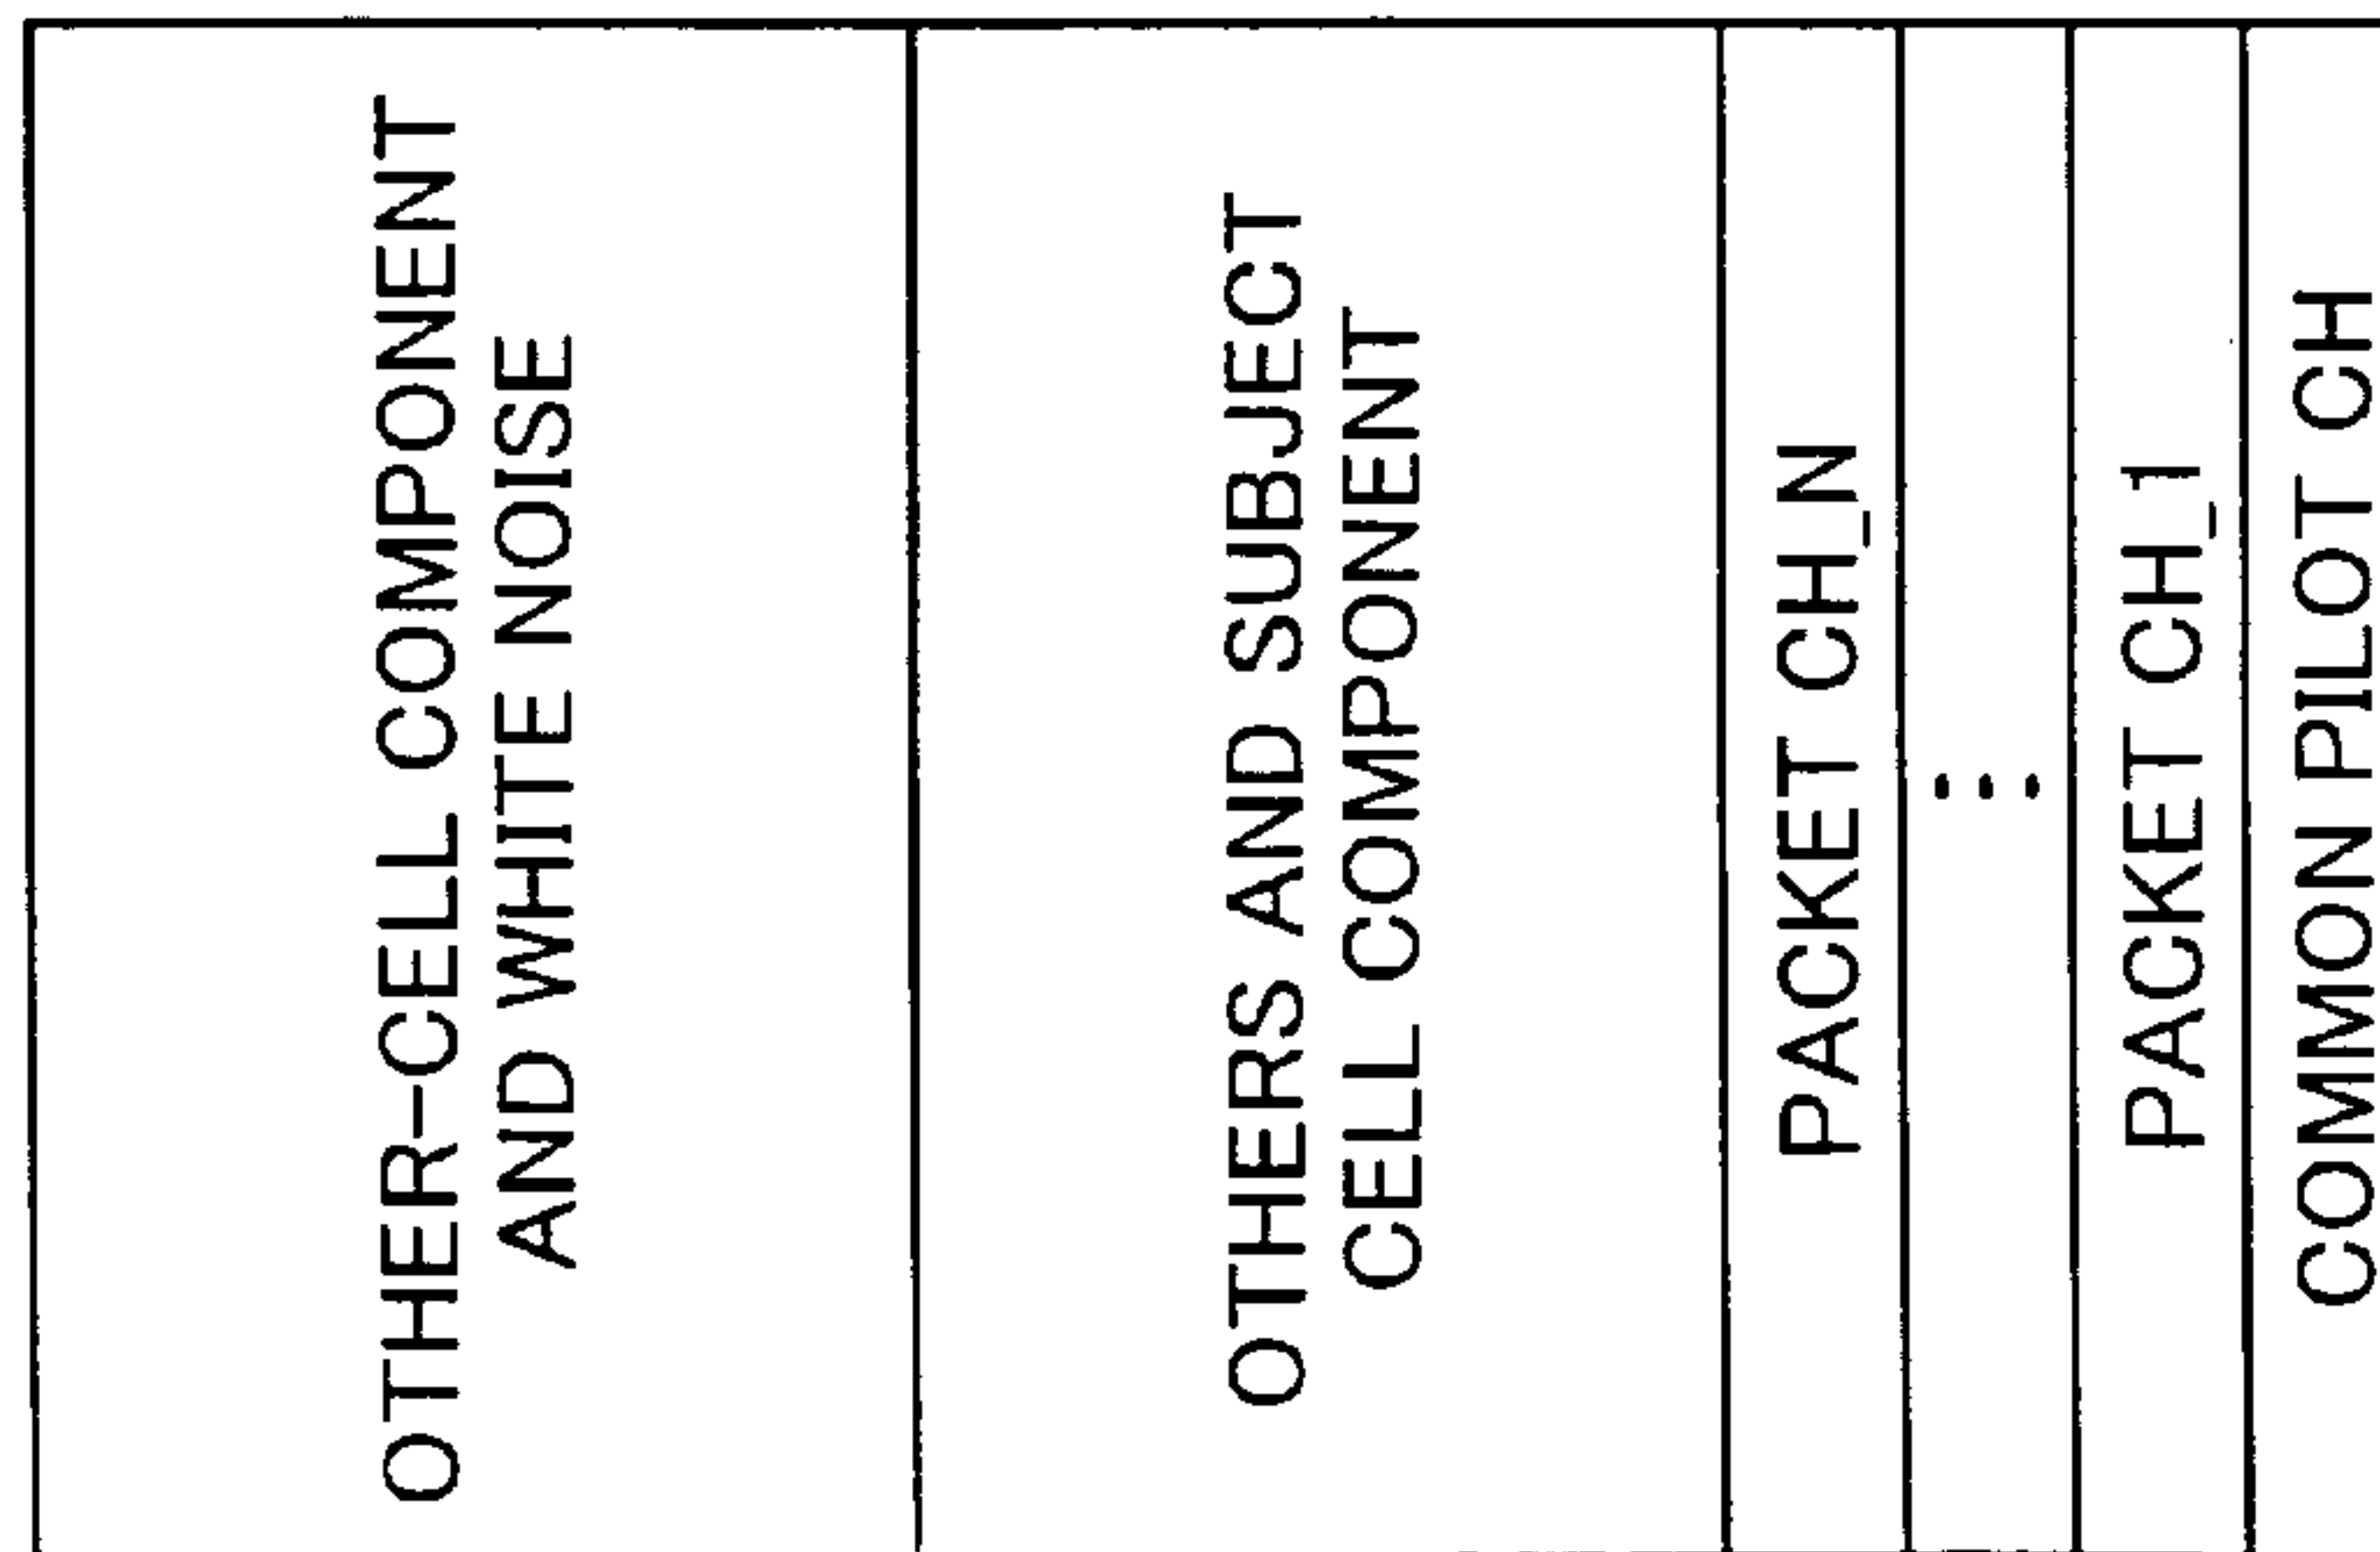 OTHER-CELL COMPONENT
AND WHITE NOISE
OTHERS AND SUBJECT
CELL COMPONENT
PACKET CH_N
...
PACKET CH_1
COMMON PILOT CH